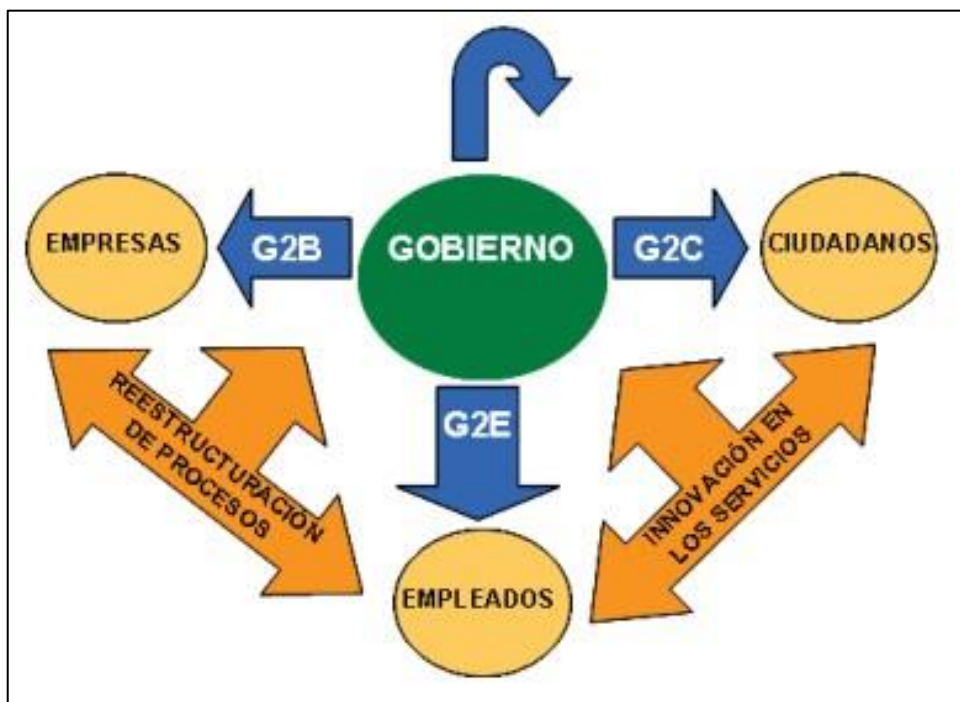 EMPRESAS
G2B
GOBIERNO
G2C
CIUDADANOS
REESTRUCTURACIÓN
DE PROCESOS
G2E
INNOVACIÓN EN
LOS SERVICIOS
EMPLEADOS